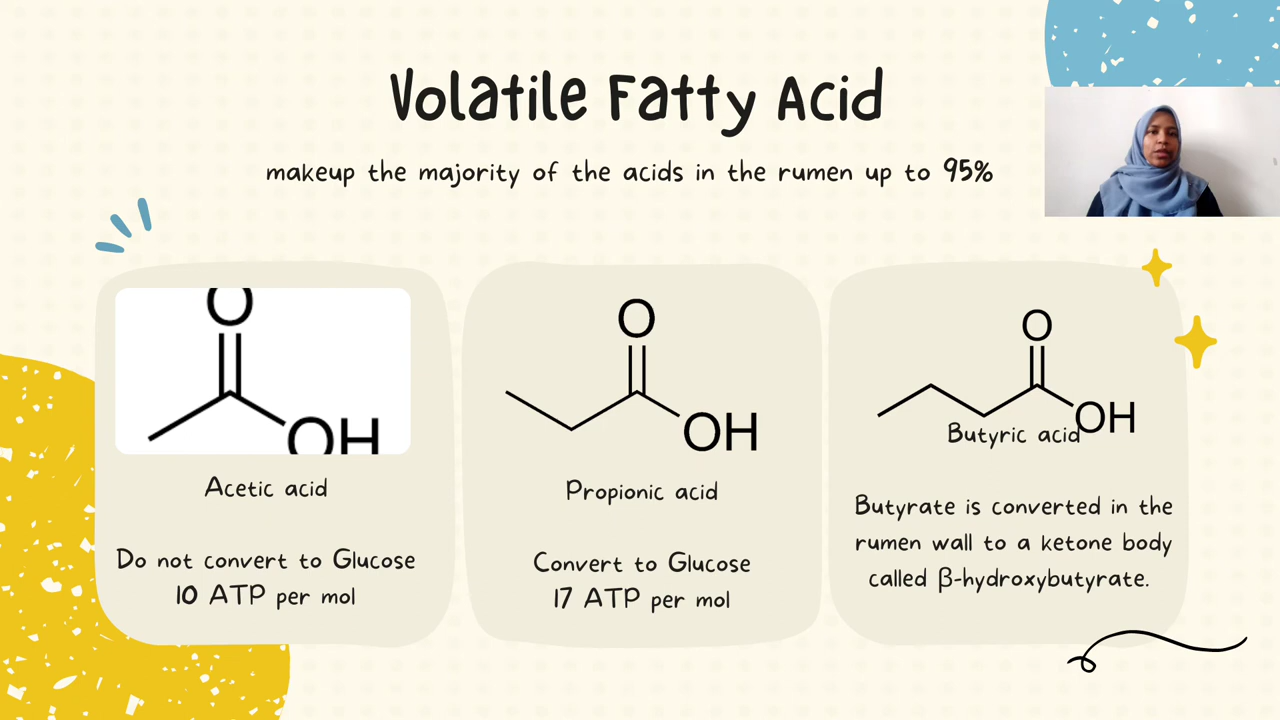 Volatile Fatty Acid
makeup the majority of the acids in the rumen up to 95%
O
OH
Acetic acid
Do not convert to Glucose
10 ATP per mol
O
OH
Propionic acid
Convert to Glucose
17 ATP per mol
O
OH
Butyric acid
Butyrate is converted in the
rumen wall to a ketone body
called β-hydroxybutyrate.